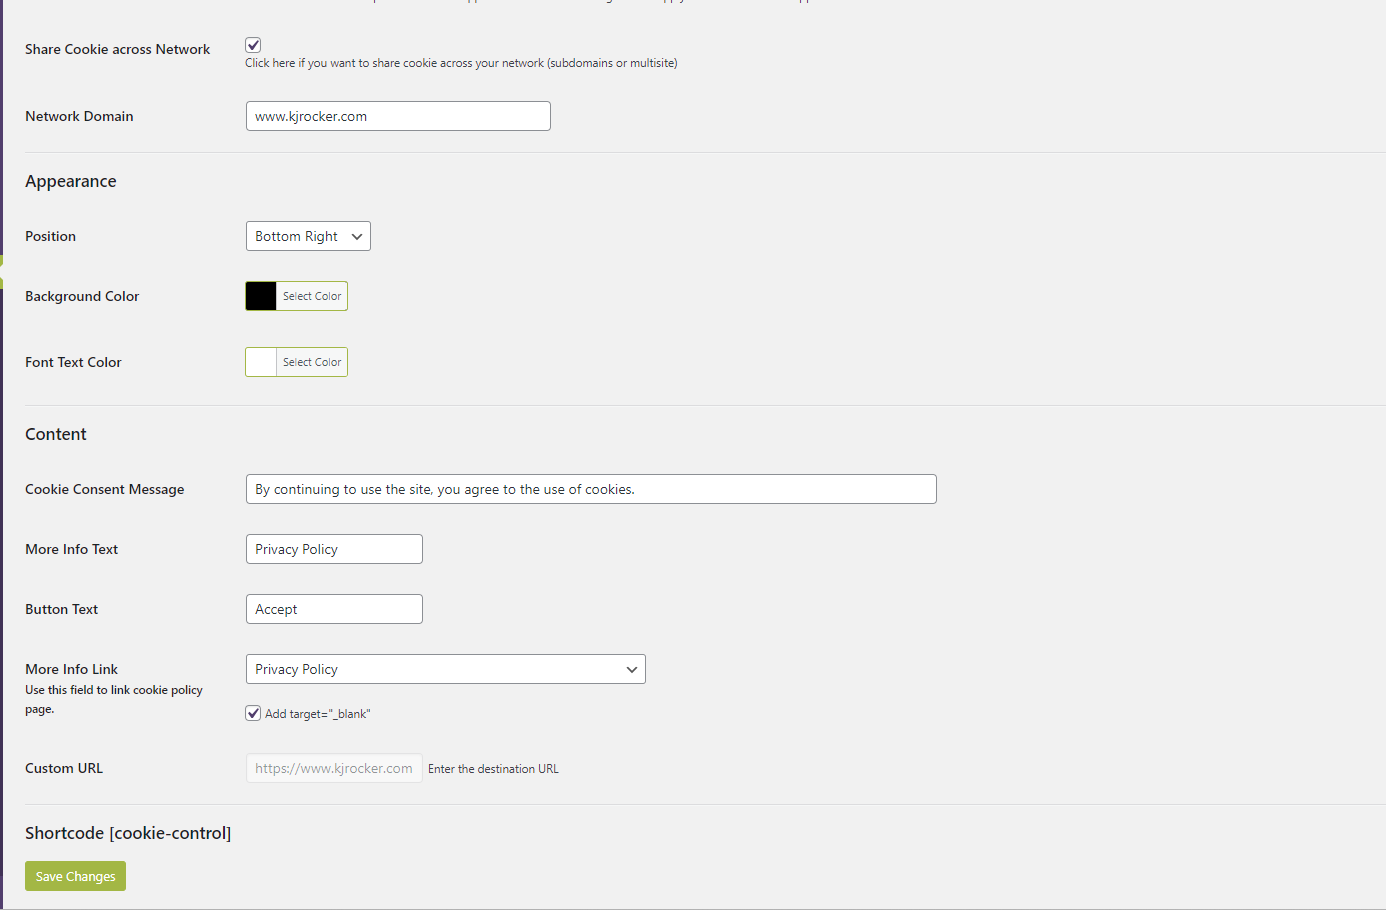 Share Cookie across Network
Click here if you want to share cookie across your network (subdomains or multisite)
Network Domain
www.kjrocker.com
Appearance
Position
Bottom Right
Background Color
Select Color
Font Text Color
Select Color
Content
Cookie Consent Message
By continuing to use the site, you agree to the use of cookies.
More Info Text
Privacy Policy
Button Text
Accept
More Info Link
Use this field to link cookie policy
page.
Privacy Policy
Add target="_blank"
Custom URL
https://www.kjrocker.com
Enter the destination URL
Shortcode [cookie-control]
Save Changes